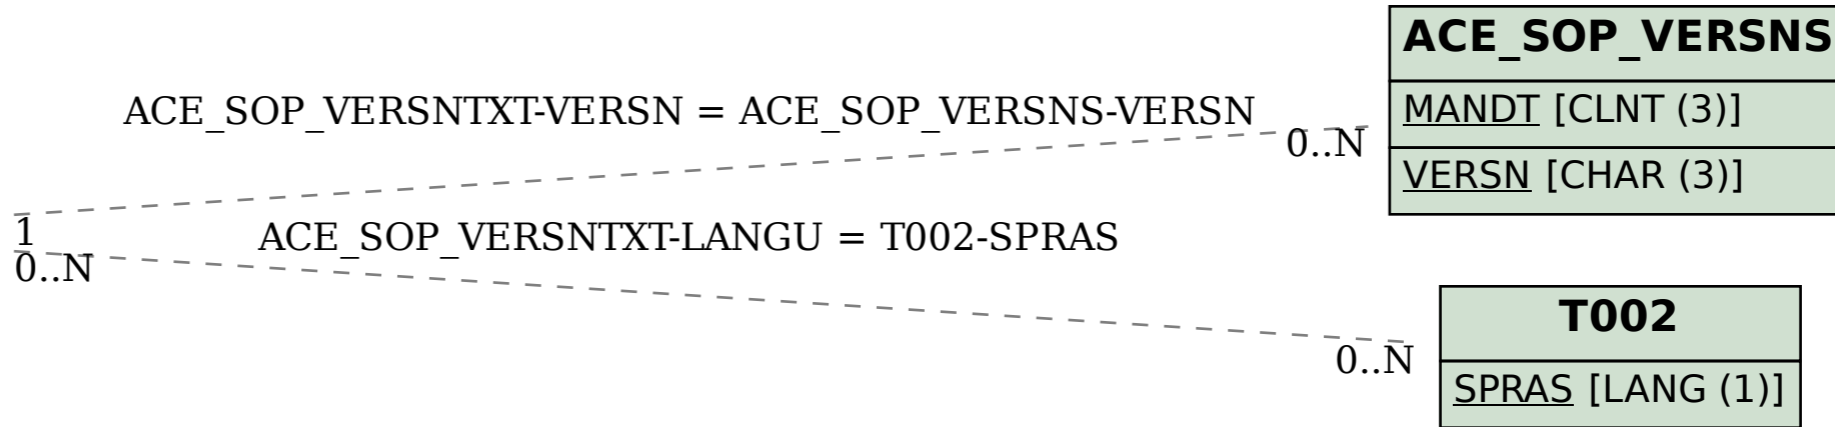 ACE_SOP_VERSNS
MANDT [CLNT (3)]
VERSN [CHAR (3)]
ACE_SOP_VERSNTXT-VERSN = ACE_SOP_VERSNS-VERSN
0..N
1
ACE_SOP_VERSNTXT-LANGU = T002-SPRAS
0..N
0..N
T002
SPRAS [LANG (1)]